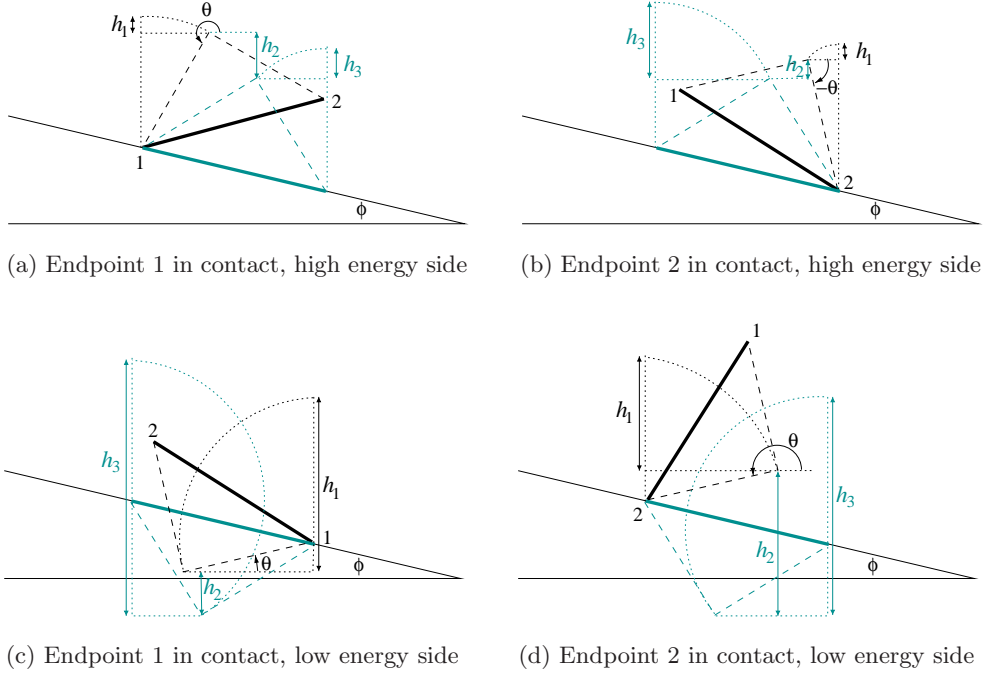 θ
h₁
h₂
h₃
2
1
ϕ
(a) Endpoint 1 in contact, high energy side
h₃
h₁
h₂
1
−θ
2
ϕ
(b) Endpoint 2 in contact, high energy side
2
h₃
h₁
1
θ
h₂
ϕ
(c) Endpoint 1 in contact, low energy side
1
h₁
θ
h₃
2
h₂
ϕ
(d) Endpoint 2 in contact, low energy side